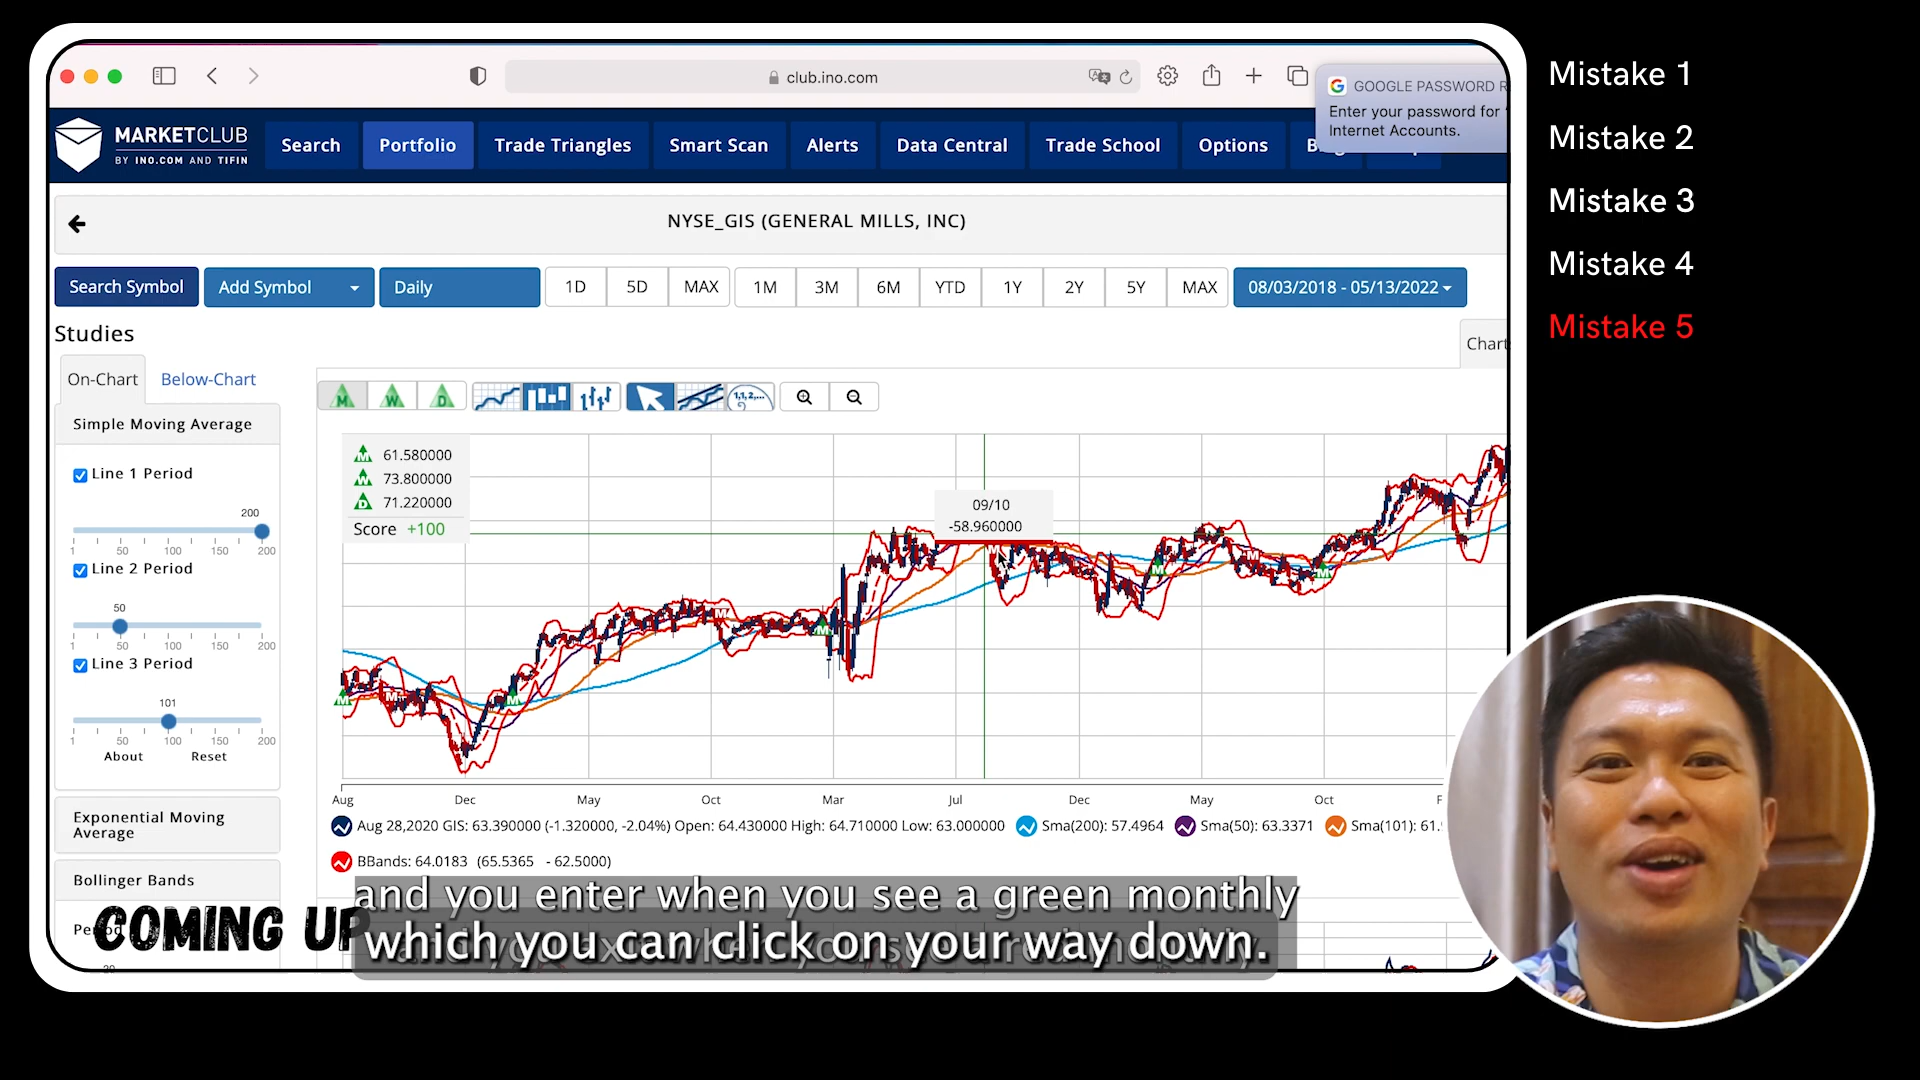 club.ino.com
GOOGLE PASSWORD R
Enter your password for
Internet Accounts.
MARKETCLUB
BY INO.COM AND TIFIN
Search
Portfolio
Trade Triangles
Smart Scan
Alerts
Data Central
Trade School
Options
NYSE_GIS (GENERAL MILLS, INC)
Search Symbol
Add Symbol
Daily
1D
5D
MAX
1M
3M
6M
YTD
1Y
2Y
5Y
MAX
08/03/2018 - 05/13/2022
Studies
Chart
On-Chart
Below-Chart
M
W
D
1,1,2,...
Simple Moving Average
Line 1 Period
200
1 50 100 150 200
Line 2 Period
50
1 50 100 150 200
Line 3 Period
101
1 50 100 150 200
About
Reset
Exponential Moving
Average
Bollinger Bands
M 61.580000
W 73.800000
D 71.220000
Score +100
09/10
-58.960000
Aug Dec May Oct Mar Jul Dec May Oct F
Aug 28,2020 GIS: 63.390000 (-1.320000, -2.04%) Open: 64.430000 High: 64.710000 Low: 63.000000
Sma(200): 57.4964
Sma(50): 63.3371
Sma(101): 61.
BBands: 64.0183 (65.5365 - 62.5000)
COMING UP
and you enter when you see a green monthly
which you can click on your way down.
Mistake 1
Mistake 2
Mistake 3
Mistake 4
Mistake 5